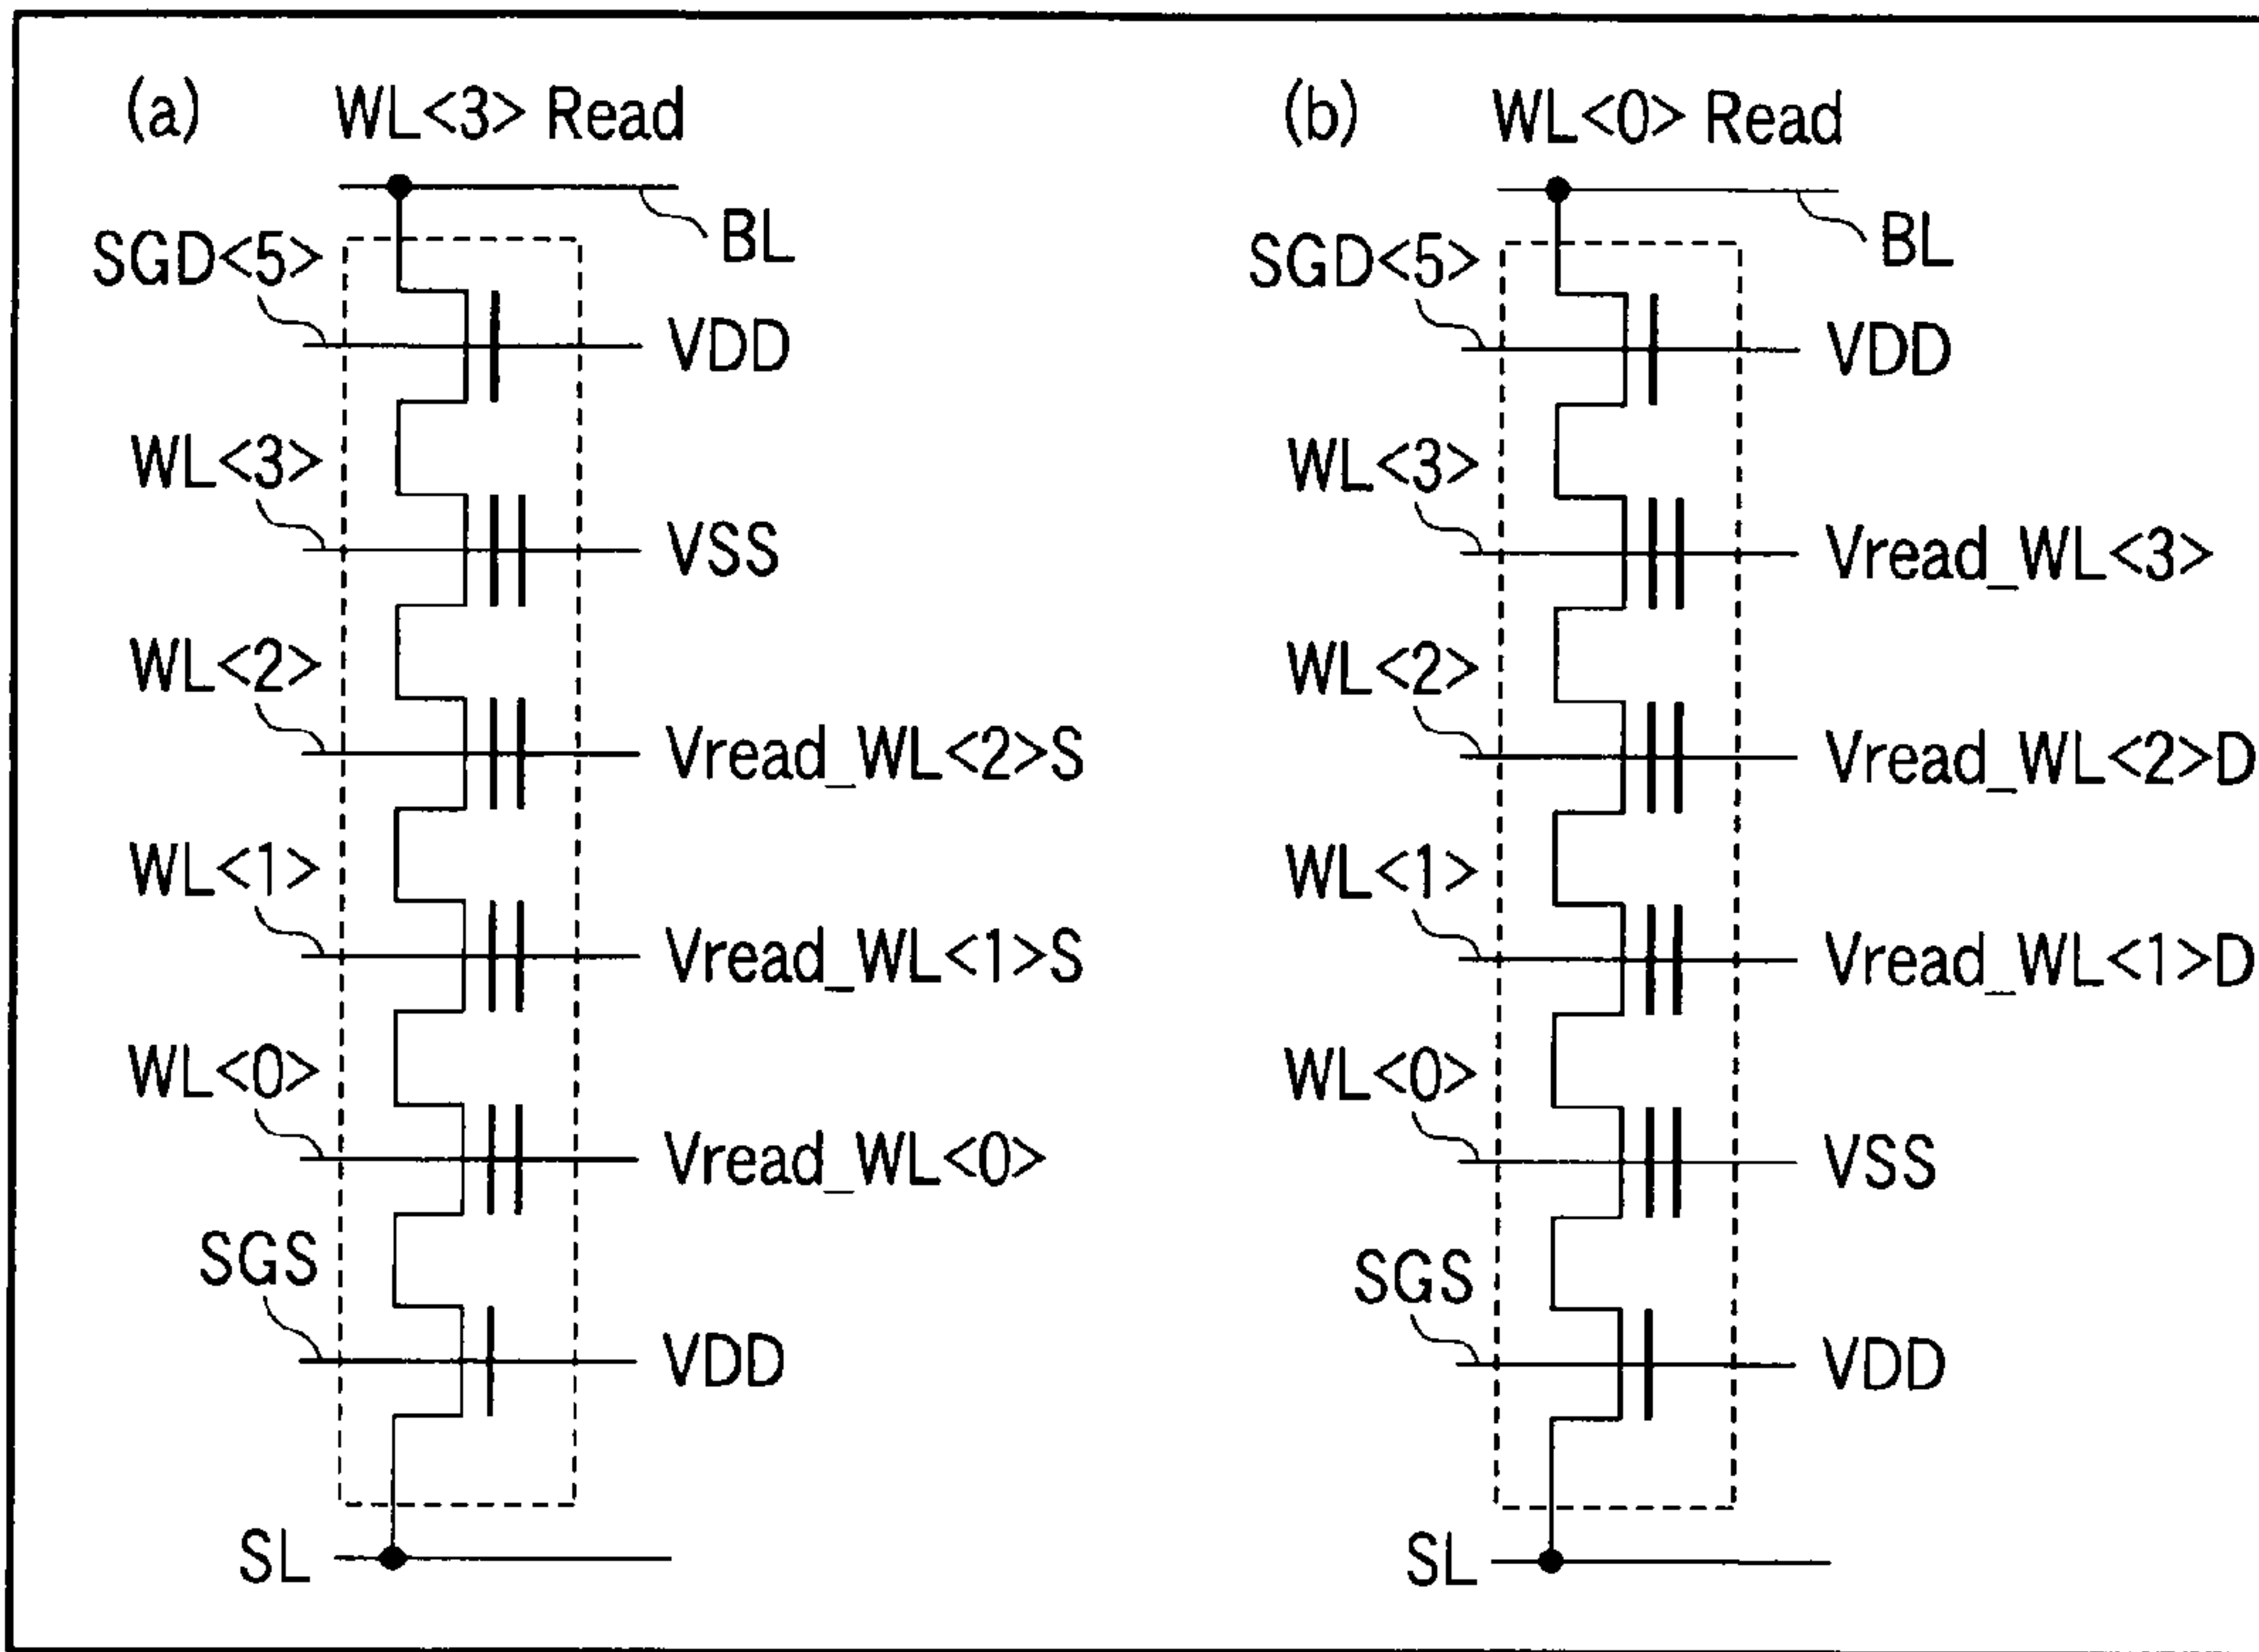 (a) WL<3> Read
BL
SGD<5>
VDD
WL<3>
VSS
WL<2>
Vread_WL<2>S
WL<1>
Vread_WL<1>S
WL<0>
Vread_WL<0>
SGS
VDD
SL
(b) WL<0> Read
BL
SGD<5>
VDD
WL<3>
Vread_WL<3>
WL<2>
Vread_WL<2>D
WL<1>
Vread_WL<1>D
WL<0>
VSS
SGS
VDD
SL